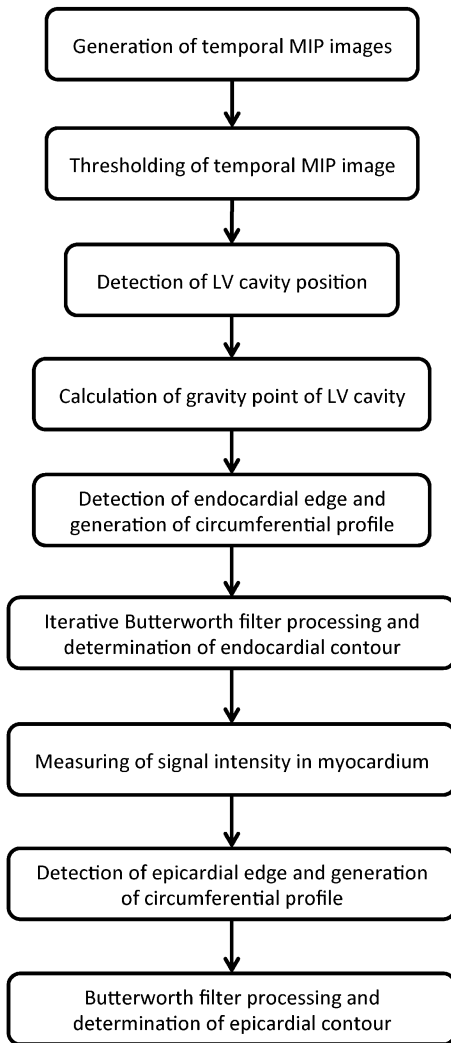 Generation of temporal MIP images
Thresholding of temporal MIP image
Detection of LV cavity position
Calculation of gravity point of LV cavity
Detection of endocardial edge and
generation of circumferential profile
Iterative Butterworth filter processing and
determination of endocardial contour
Measuring of signal intensity in myocardium
Detection of epicardial edge and generation
of circumferential profile
Butterworth filter processing and
determination of epicardial contour